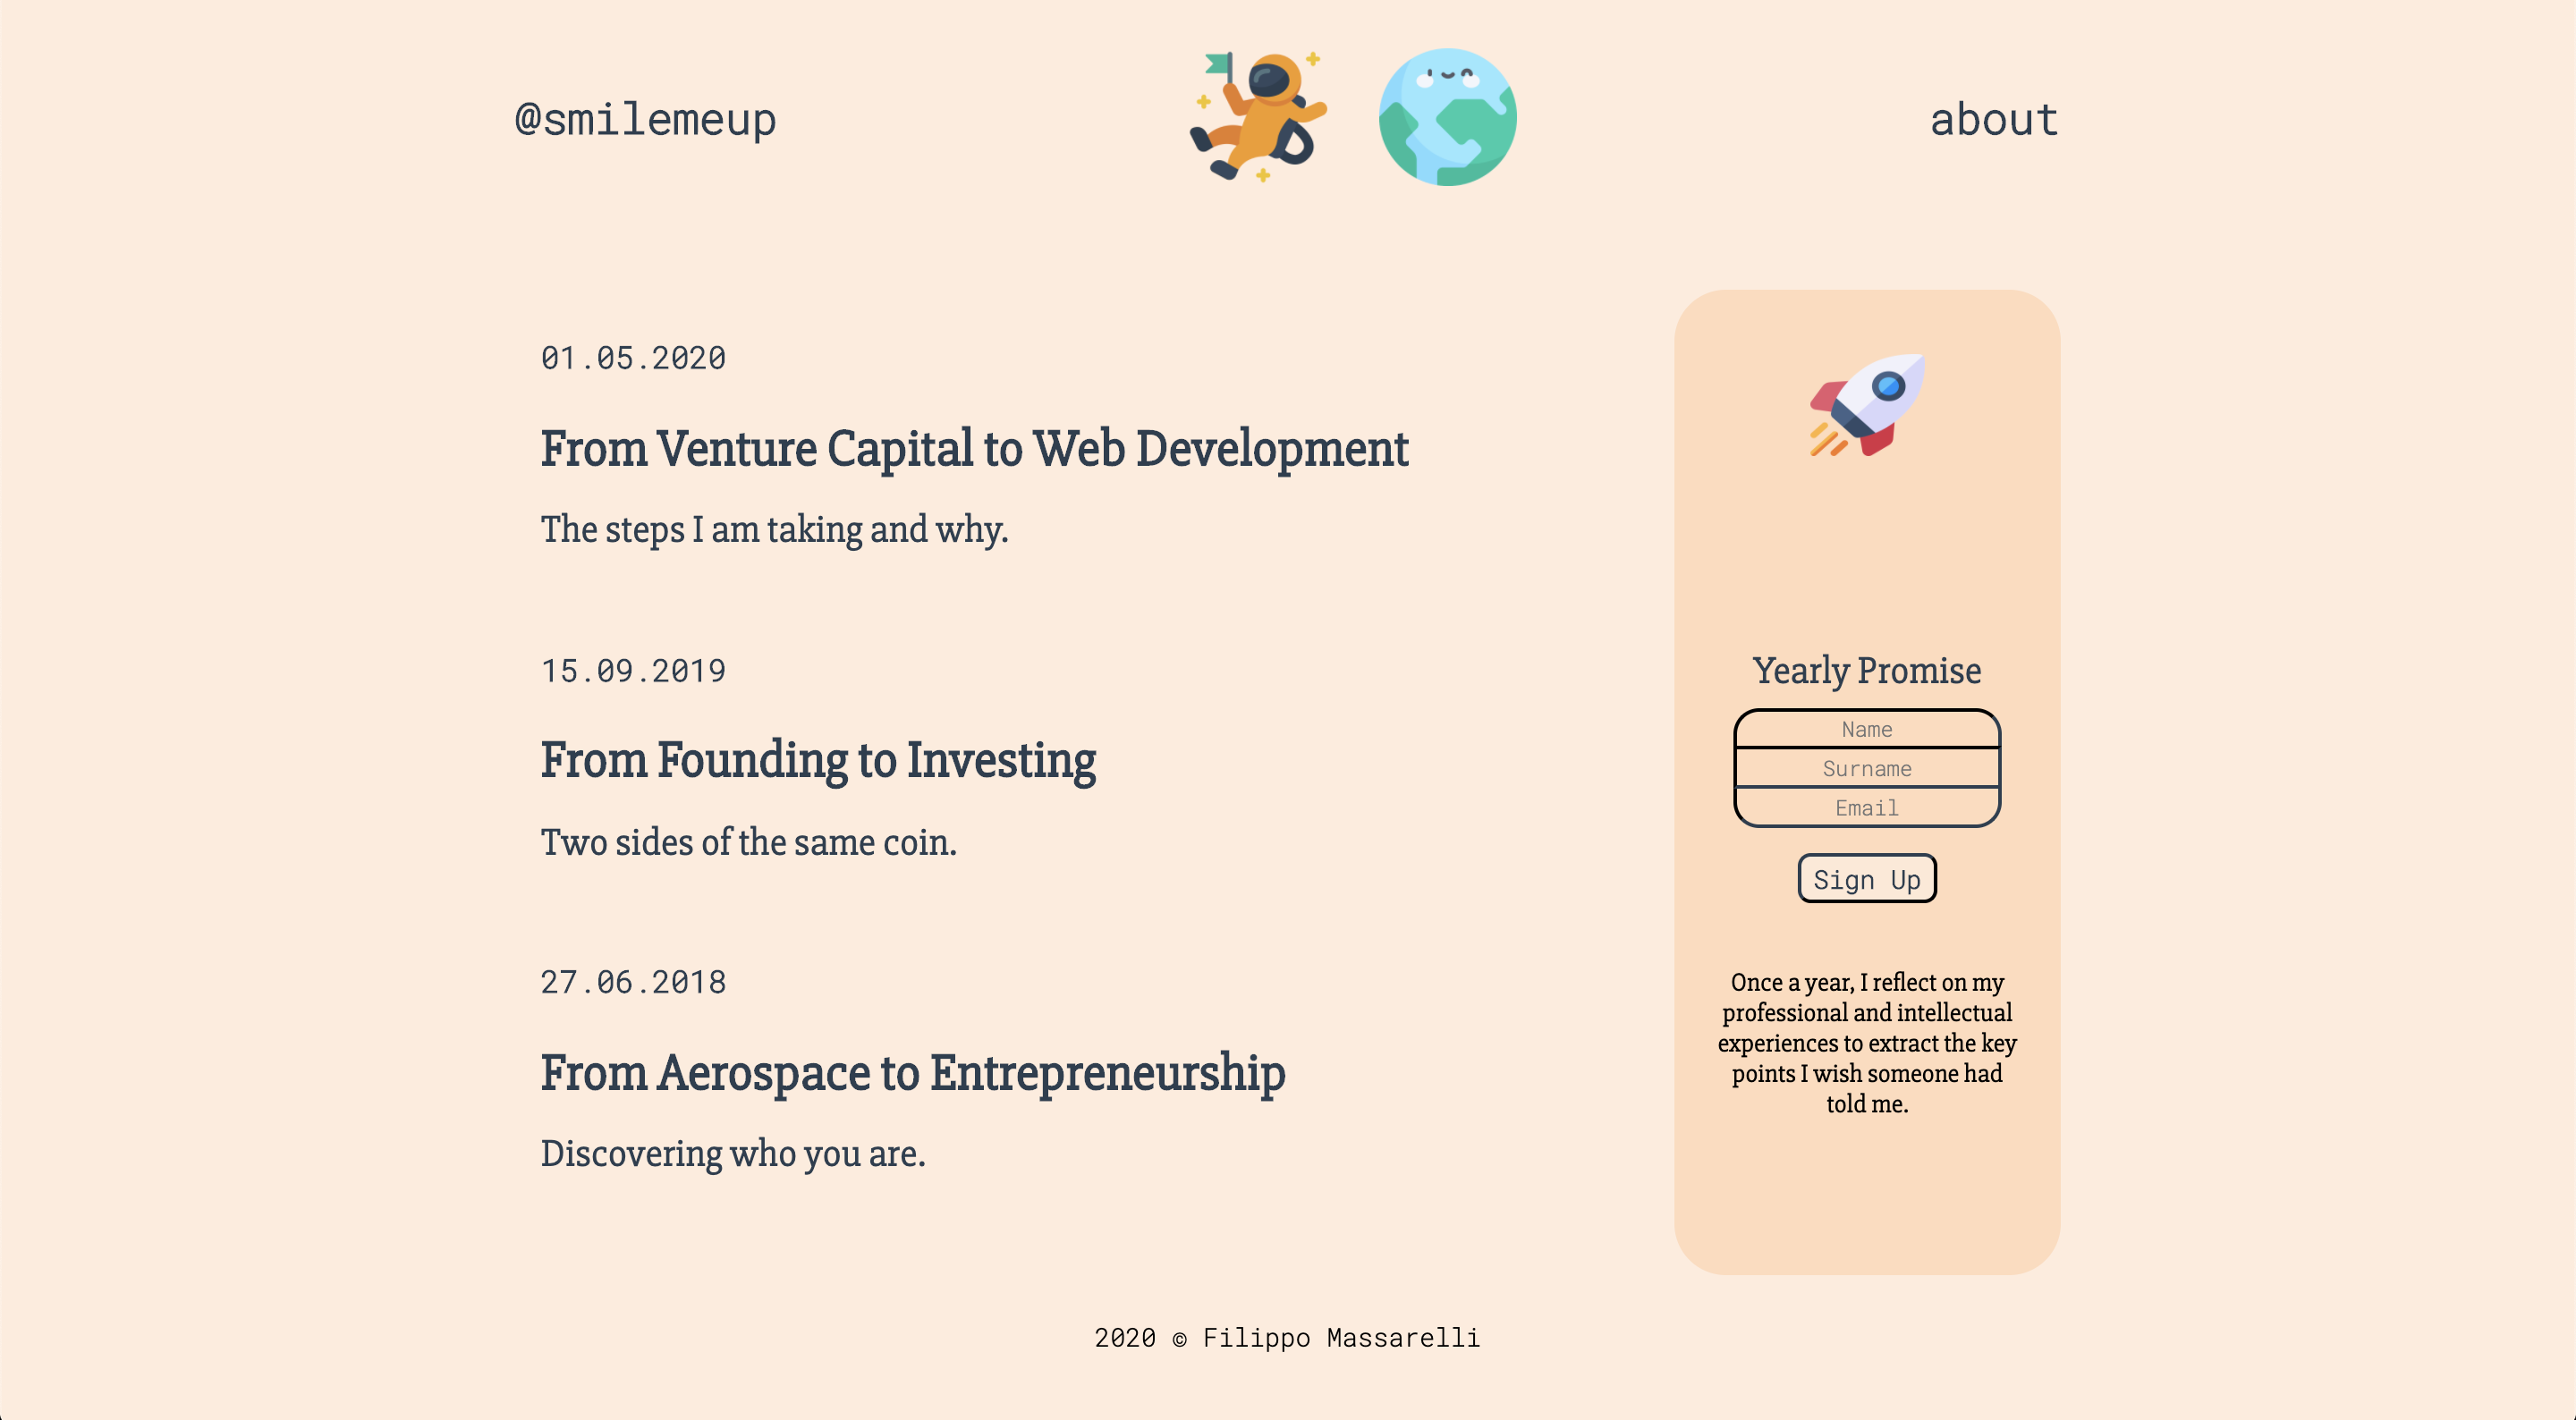 @smilemeup
about
01.05.2020
From Venture Capital to Web Development
The steps I am taking and why.
15.09.2019
From Founding to Investing
Two sides of the same coin.
27.06.2018
From Aerospace to Entrepreneurship
Discovering who you are.
Yearly Promise
Name
Surname
Email
Sign Up
Once a year, I reflect on my
professional and intellectual
experiences to extract the key
points I wish someone had
told me.
2020 © Filippo Massarelli